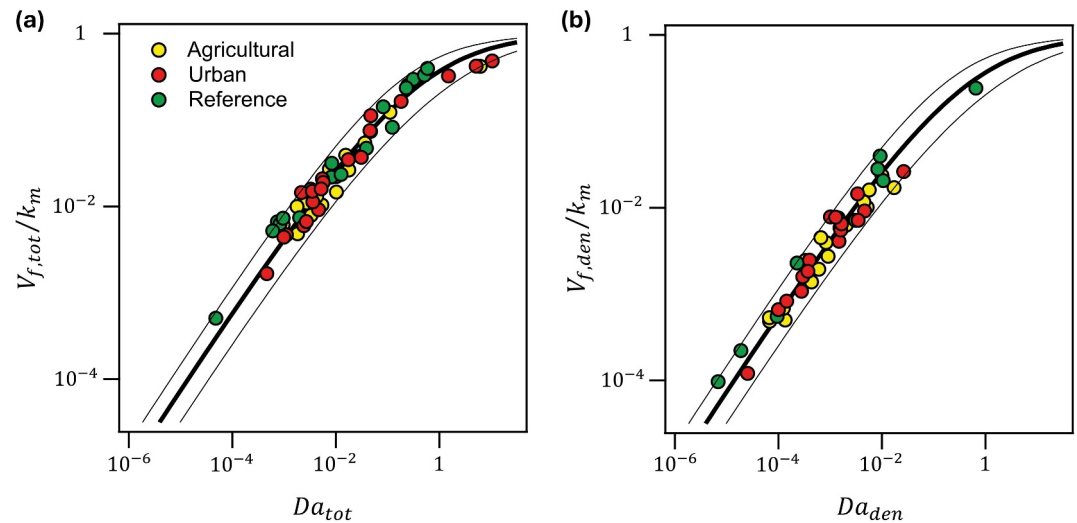 (a)
1
10⁻²
10⁻⁴
V_{f,tot}/k_m
Agricultural
Urban
Reference
10⁻⁶ 10⁻⁴ 10⁻² 1
Da_{tot}
(b)
1
10⁻²
10⁻⁴
V_{f,den}/k_m
10⁻⁶ 10⁻⁴ 10⁻² 1
Da_{den}